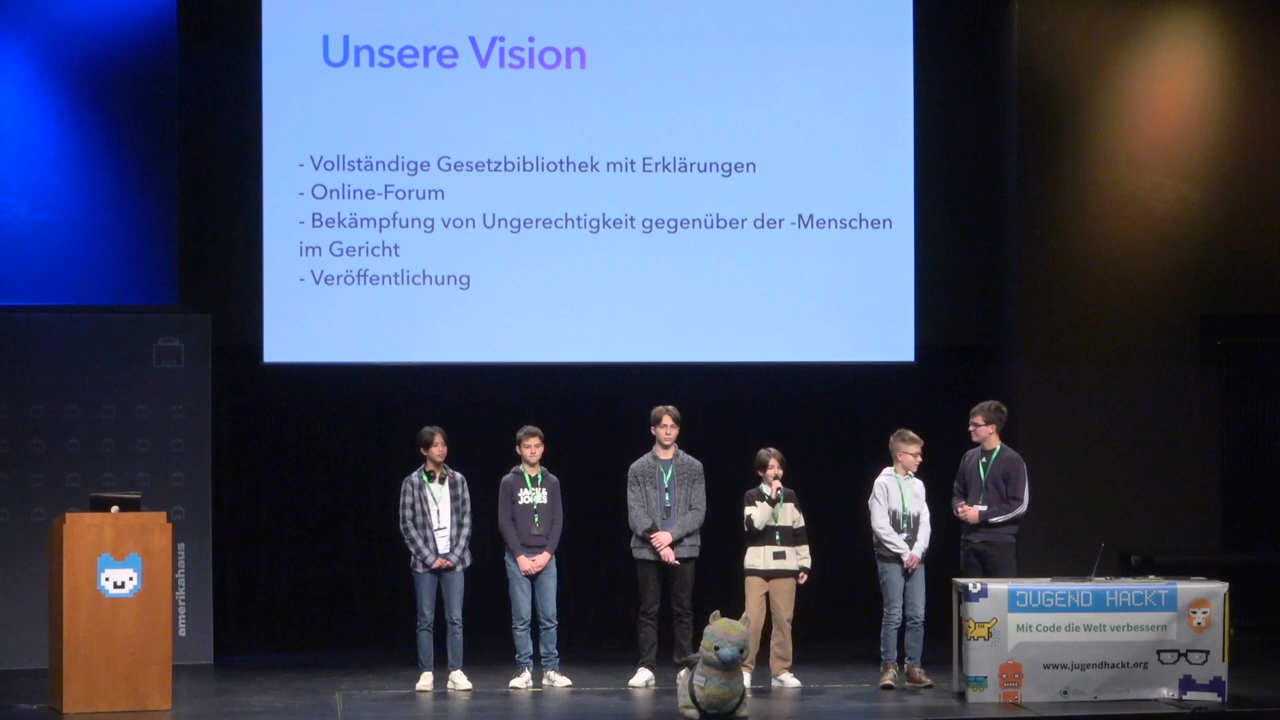 Unsere Vision
- Vollständige Gesetzbibliothek mit Erklärungen
- Online-Forum
- Bekämpfung von Ungerechtigkeit gegenüber der -Menschen
im Gericht
- Veröffentlichung
JACK &
JONES
amerikahaus
JUGEND HACKT
Mit Code die Welt verbessern
www.jugendhackt.org